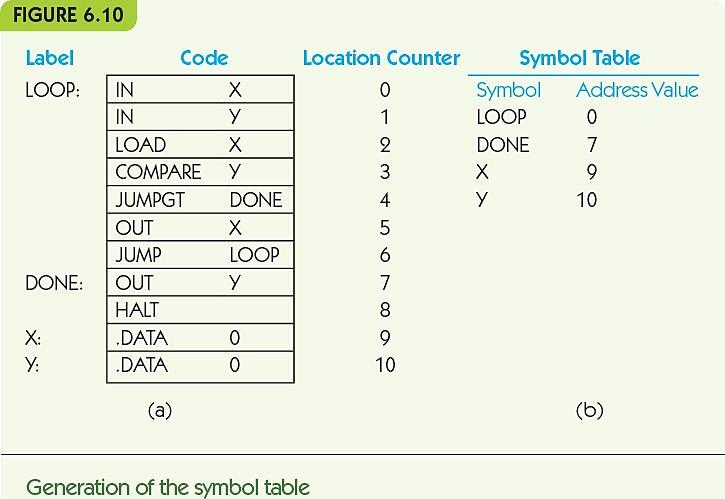 FIGURE 6.10
Label Code Location Counter Symbol Table
LOOP: IN X 0 Symbol Address Value
IN Y 1 LOOP 0
LOAD X 2 DONE 7
COMPARE Y 3 X 9
JUMPGT DONE 4 Y 10
OUT X 5
JUMP LOOP 6
DONE: OUT Y 7
HALT 8
X: .DATA 0 9
Y: .DATA 0 10
(a) (b)
Generation of the symbol table